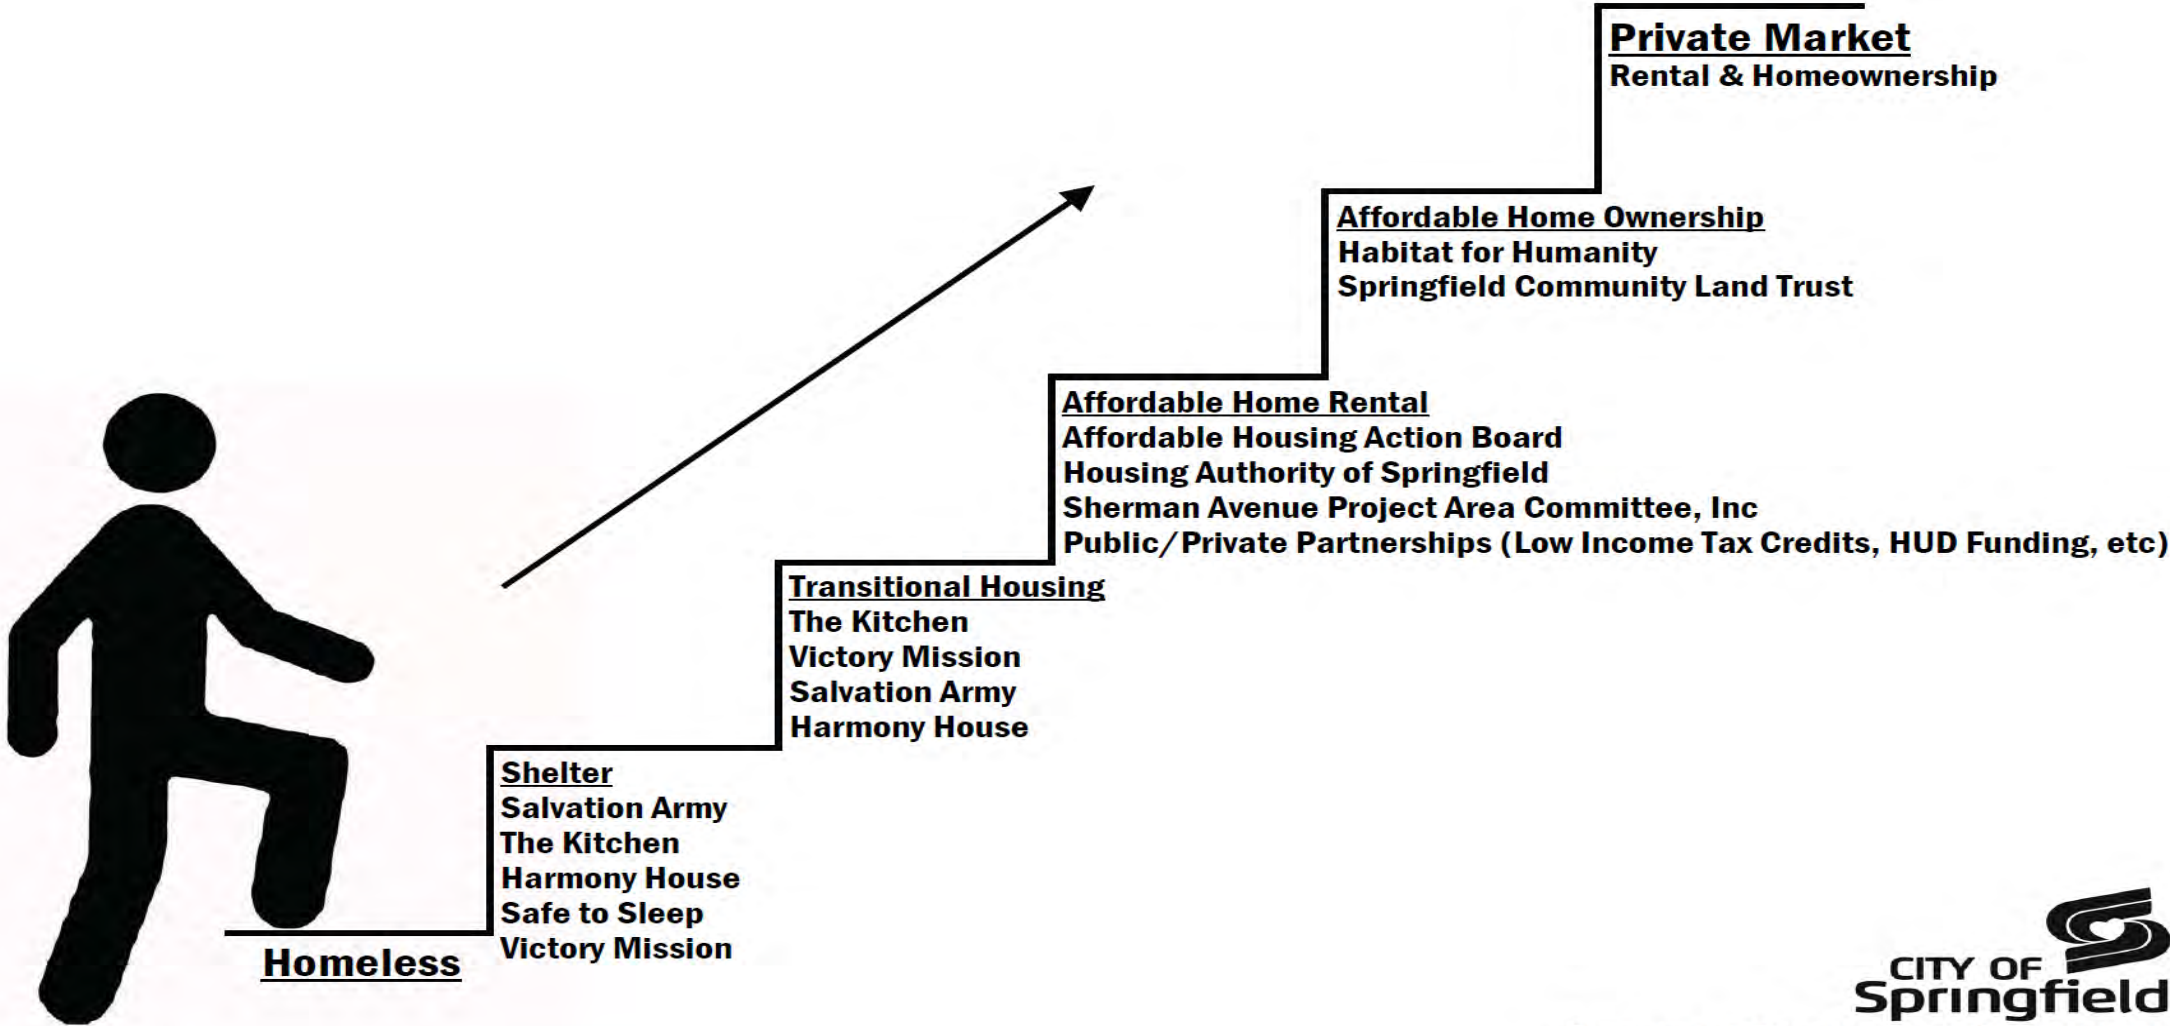 Private Market
Rental & Homeownership
Affordable Home Ownership
Habitat for Humanity
Springfield Community Land Trust
Affordable Home Rental
Affordable Housing Action Board
Housing Authority of Springfield
Sherman Avenue Project Area Committee, Inc
Public/Private Partnerships (Low Income Tax Credits, HUD Funding, etc)
Transitional Housing
The Kitchen
Victory Mission
Salvation Army
Harmony House
Shelter
Salvation Army
The Kitchen
Harmony House
Safe to Sleep
Victory Mission
Homeless
CITY OF
Springfield